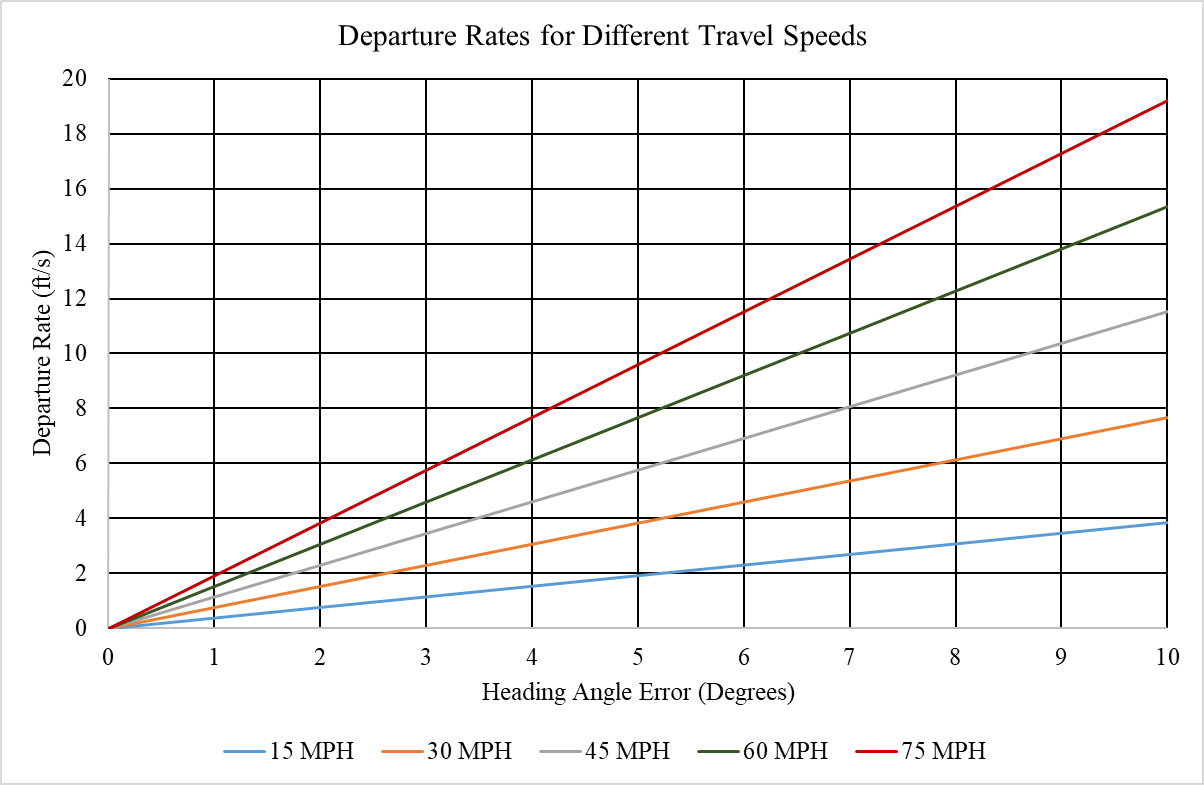 Departure Rates for Different Travel Speeds
20
18
16
14
12
10
8
6
4
2
0
Departure Rate (ft/s)
0 1 2 3 4 5 6 7 8 9 10
Heading Angle Error (Degrees)
15 MPH 30 MPH 45 MPH 60 MPH 75 MPH